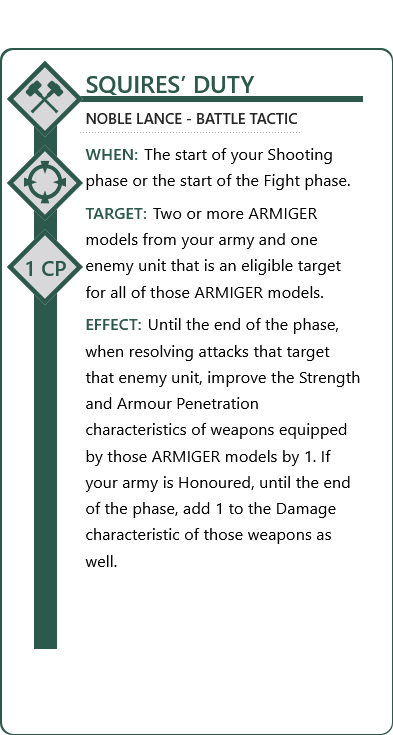 SQUIRES’ DUTY
NOBLE LANCE - BATTLE TACTIC
WHEN: The start of your Shooting
phase or the start of the Fight phase.
TARGET: Two or more ARMIGER
models from your army and one
enemy unit that is an eligible target
1 CP
for all of those ARMIGER models.
EFFECT: Until the end of the phase,
when resolving attacks that target
that enemy unit, improve the Strength
and Armour Penetration
characteristics of weapons equipped
by those ARMIGER models by 1. If
your army is Honoured, until the end
of the phase, add 1 to the Damage
characteristic of those weapons as
well.